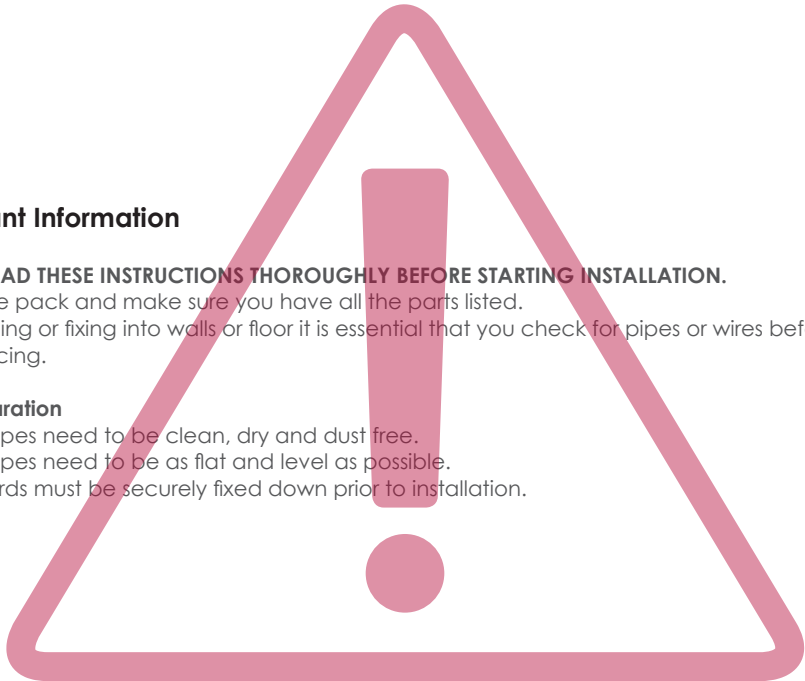 nt Information
AD THESE INSTRUCTIONS THOROUGHLY BEFORE STARTING INSTALLATION.
e pack and make sure you have all the parts listed.
ing or fixing into walls or floor it is essential that you check for pipes or wires bef
cing.
ration
pes need to be clean, dry and dust free.
pes need to be as flat and level as possible.
rds must be securely fixed down prior to installation.